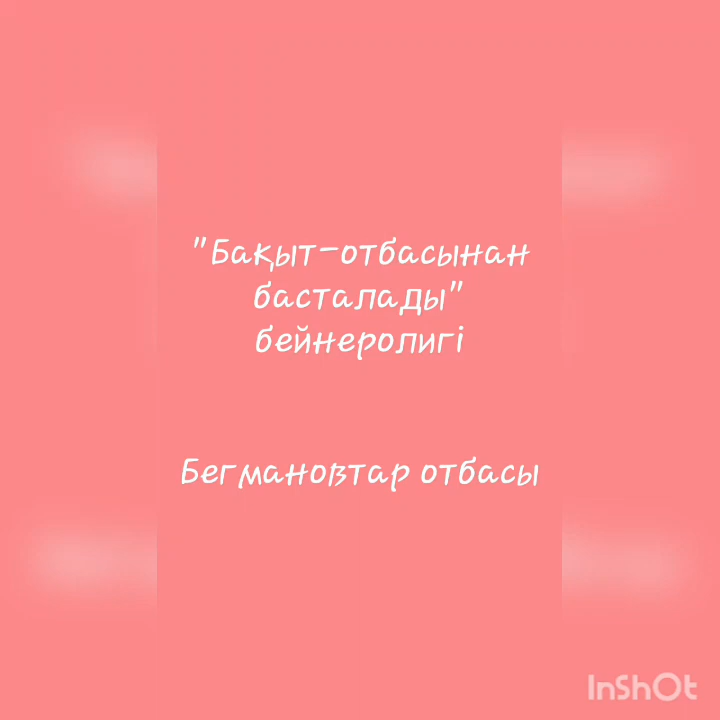 "Бақыт-отбасынан
басталады"
бейнеролигі
Бегмановтар отбасы
InShOt